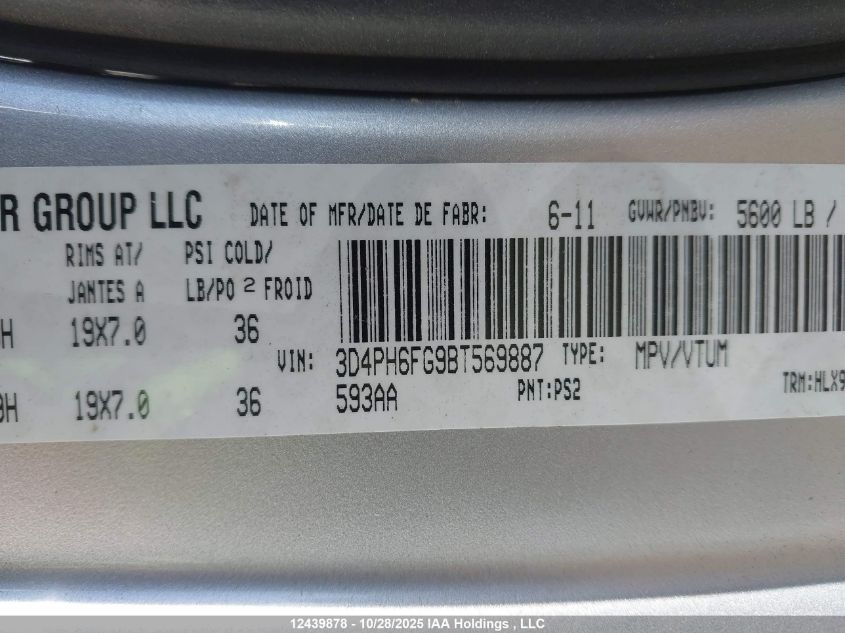 R GROUP LLC DATE OF MFR/DATE DE FABR: 6-11 GVWR/PNBV: 5600 LB /
RIMS AT/ PSI COLD/
JANTES A LB/PO 2 FROID
H 19X7.0 36
VIN: 3D4PH6FG9BT569887 TYPE: MPV/VTUM
9H 19X7.0 36 593AA PNT:PS2 TRM:HLX9
12439878 - 10/28/2025 IAA Holdings , LLC